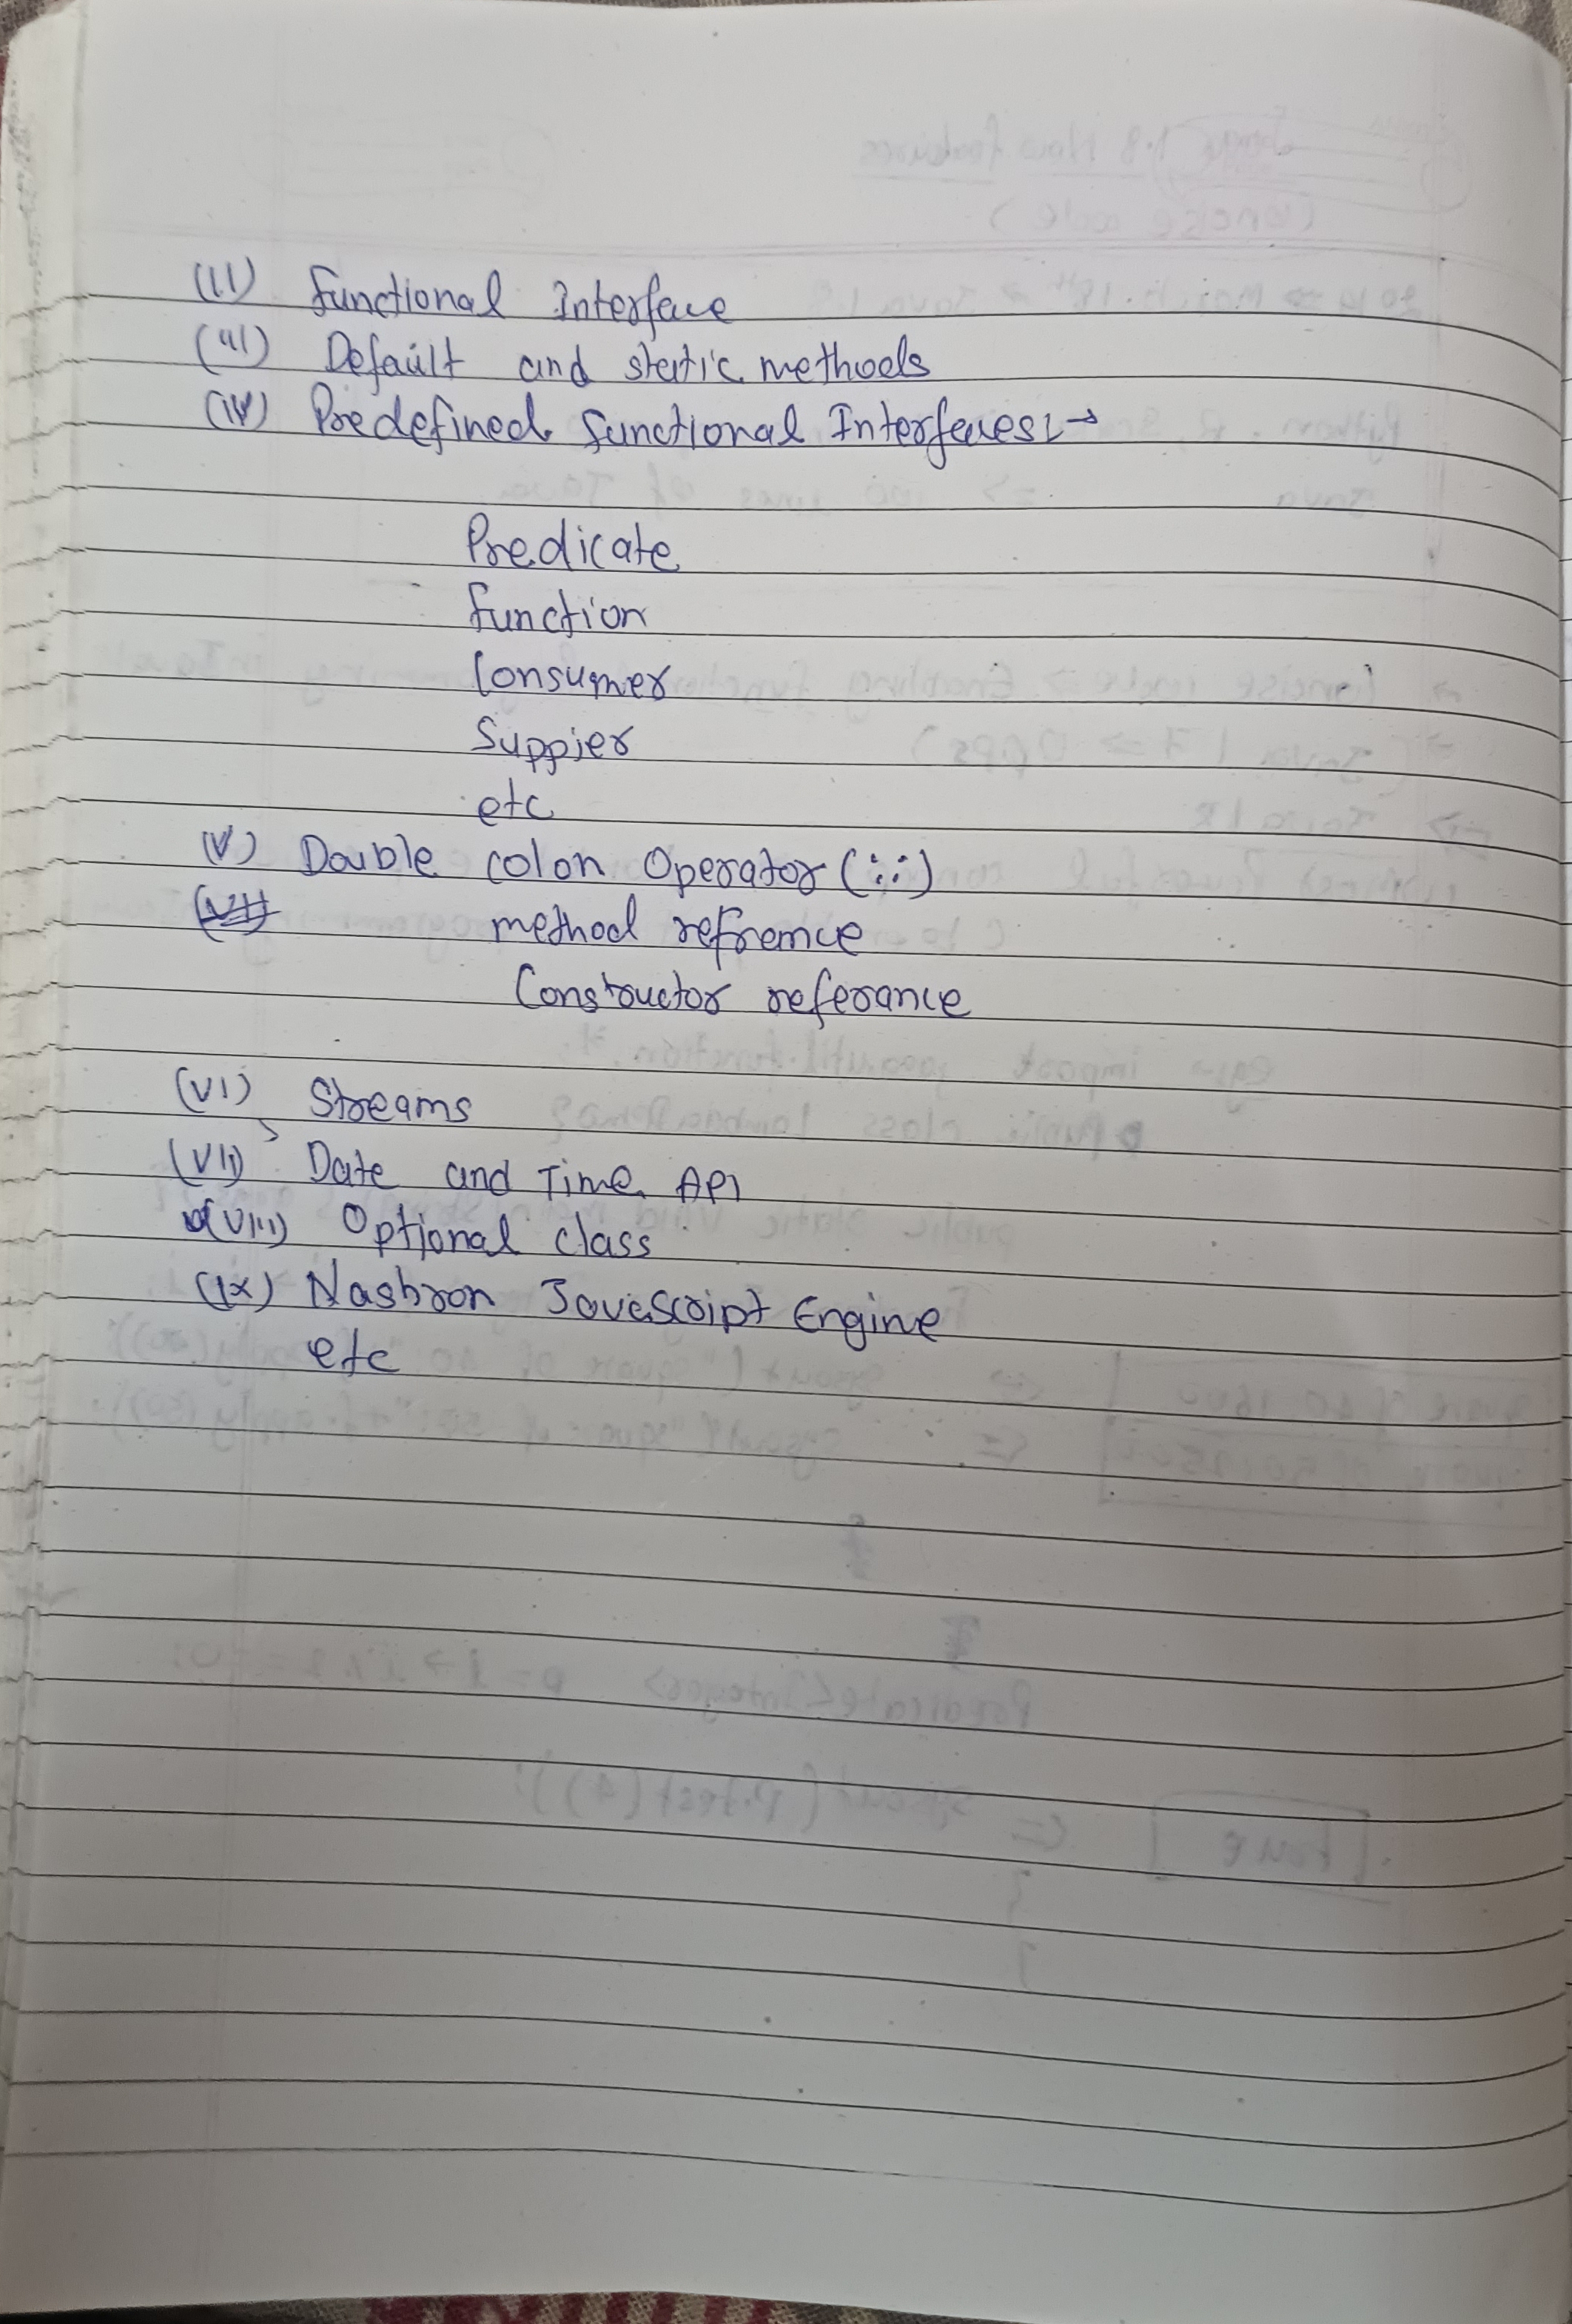 (ii) Functional Interface
(iii) Default and static methods
(iv) Predefined Functional Interfaces:→
Predicate
Function
Consumer
Suppier
etc
(V) Double colon Operator (::)
method refrence
Constructor referance
(VI) Streams
(VII) Date and Time API
(VIII) Optional class
(IX) Nashron JavaScript Engine
etc